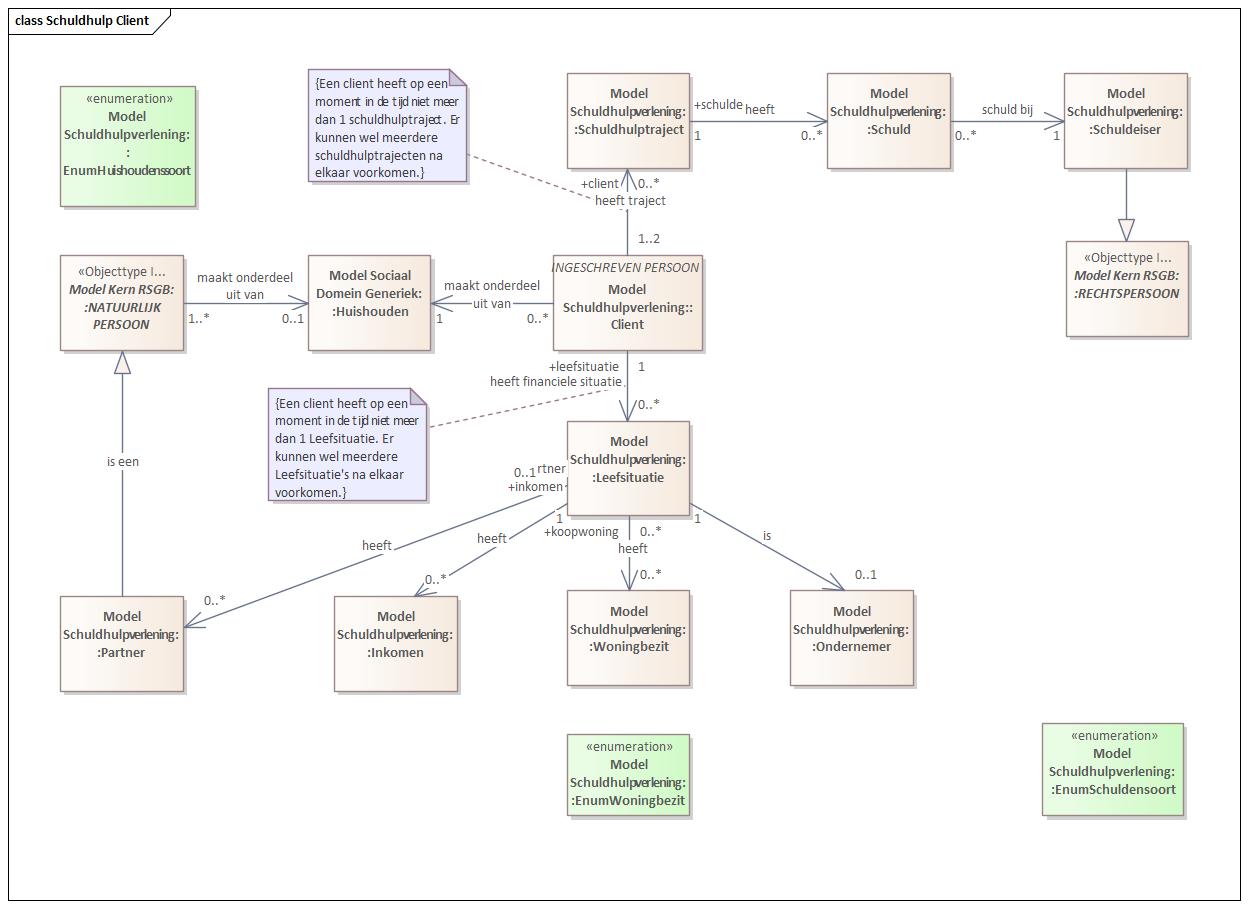 class Schuldhulp Client
«enumeration»
Model
Schuldhulpverlening:
:
EnumHuishoudenssoort
{Een client heeft op een
moment in de tijd niet meer
dan 1 schuldhulptraject. Er
kunnen wel meerdere
schuldhulptrajecten na
elkaar voorkomen.}
Model
Schuldhulpverlening:
:Schuldhulptraject
+schulde
heeft
1
0..*
Model
Schuldhulpverlening:
:Schuld
schuld bij
0..*
1
Model
Schuldhulpverlening:
:Schuldeiser
+client
0..*
heeft traject
1..2
«Objecttype I...
Model Kern RSGB:
:NATUURLIJK
PERSOON
maakt onderdeel
uit van
1..*
0..1
Model Sociaal
Domein Generiek:
:Huishouden
maakt onderdeel
uit van
1
0..*
INGESCHREVEN PERSOON
Model
Schuldhulpverlening::
Client
«Objecttype I...
Model Kern RSGB:
:RECHTSPERSOON
+leefsituatie
1
heeft financiele situatie
0..*
{Een client heeft op een
moment in de tijd niet meer
dan 1 Leefsituatie. Er
kunnen wel meerdere
Leefsituatie's na elkaar
voorkomen.}
Model
Schuldhulpverlening:
:Leefsituatie
is een
0..1
rtner
+inkomen
1
+koopwoning
0..*
1
heeft
heeft
heeft
is
0..*
0..*
0..*
0..1
Model
Schuldhulpverlening:
:Partner
Model
Schuldhulpverlening:
:Inkomen
Model
Schuldhulpverlening:
:Woningbezit
Model
Schuldhulpverlening:
:Ondernemer
«enumeration»
Model
Schuldhulpverlening:
:EnumWoningbezit
«enumeration»
Model
Schuldhulpverlening:
:EnumSchuldensoort